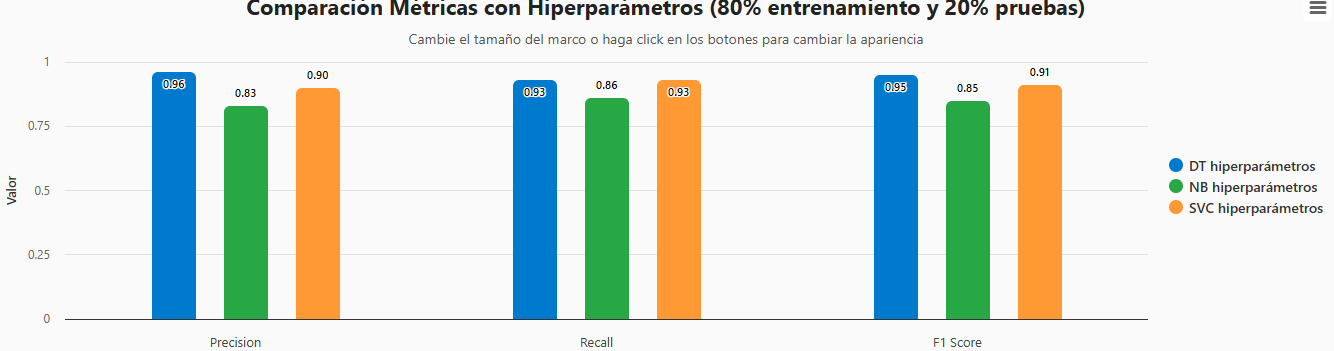 Comparación Métricas con Hiperparámetros (80% entrenamiento y 20% pruebas)
Cambie el tamaño del marco o haga click en los botones para cambiar la apariencia
Valor
1
0.75
0.5
0.25
0
0.96
0.83
0.90
0.93
0.86
0.93
0.95
0.85
0.91
Precision
Recall
F1 Score
DT hiperparámetros
NB hiperparámetros
SVC hiperparámetros